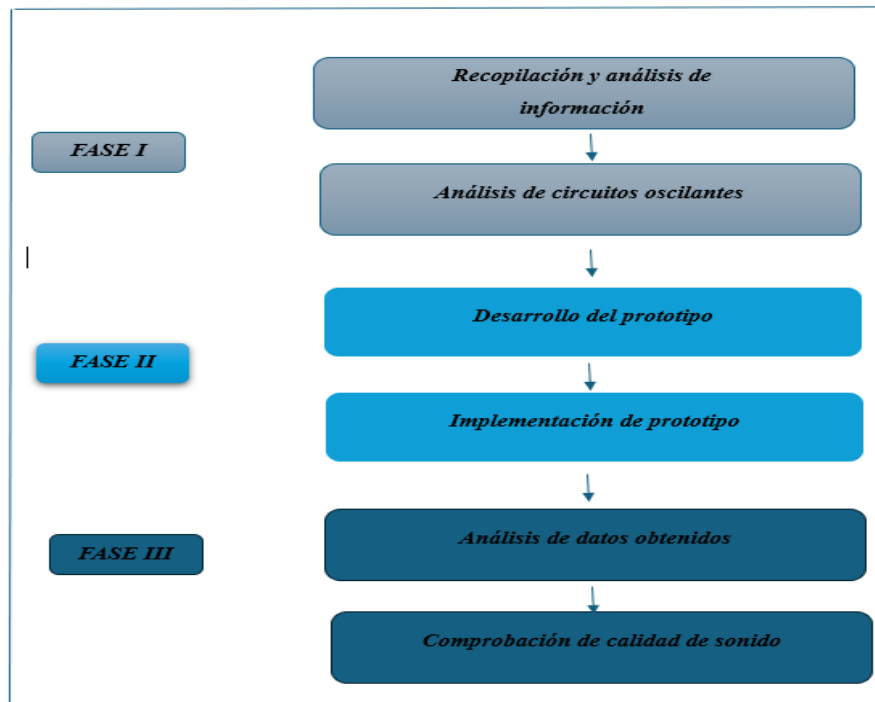 Recopilación y análisis de
información
FASE I
Análisis de circuitos oscilantes
Desarrollo del prototipo
FASE II
Implementación de prototipo
Análisis de datos obtenidos
FASE III
Comprobación de calidad de sonido